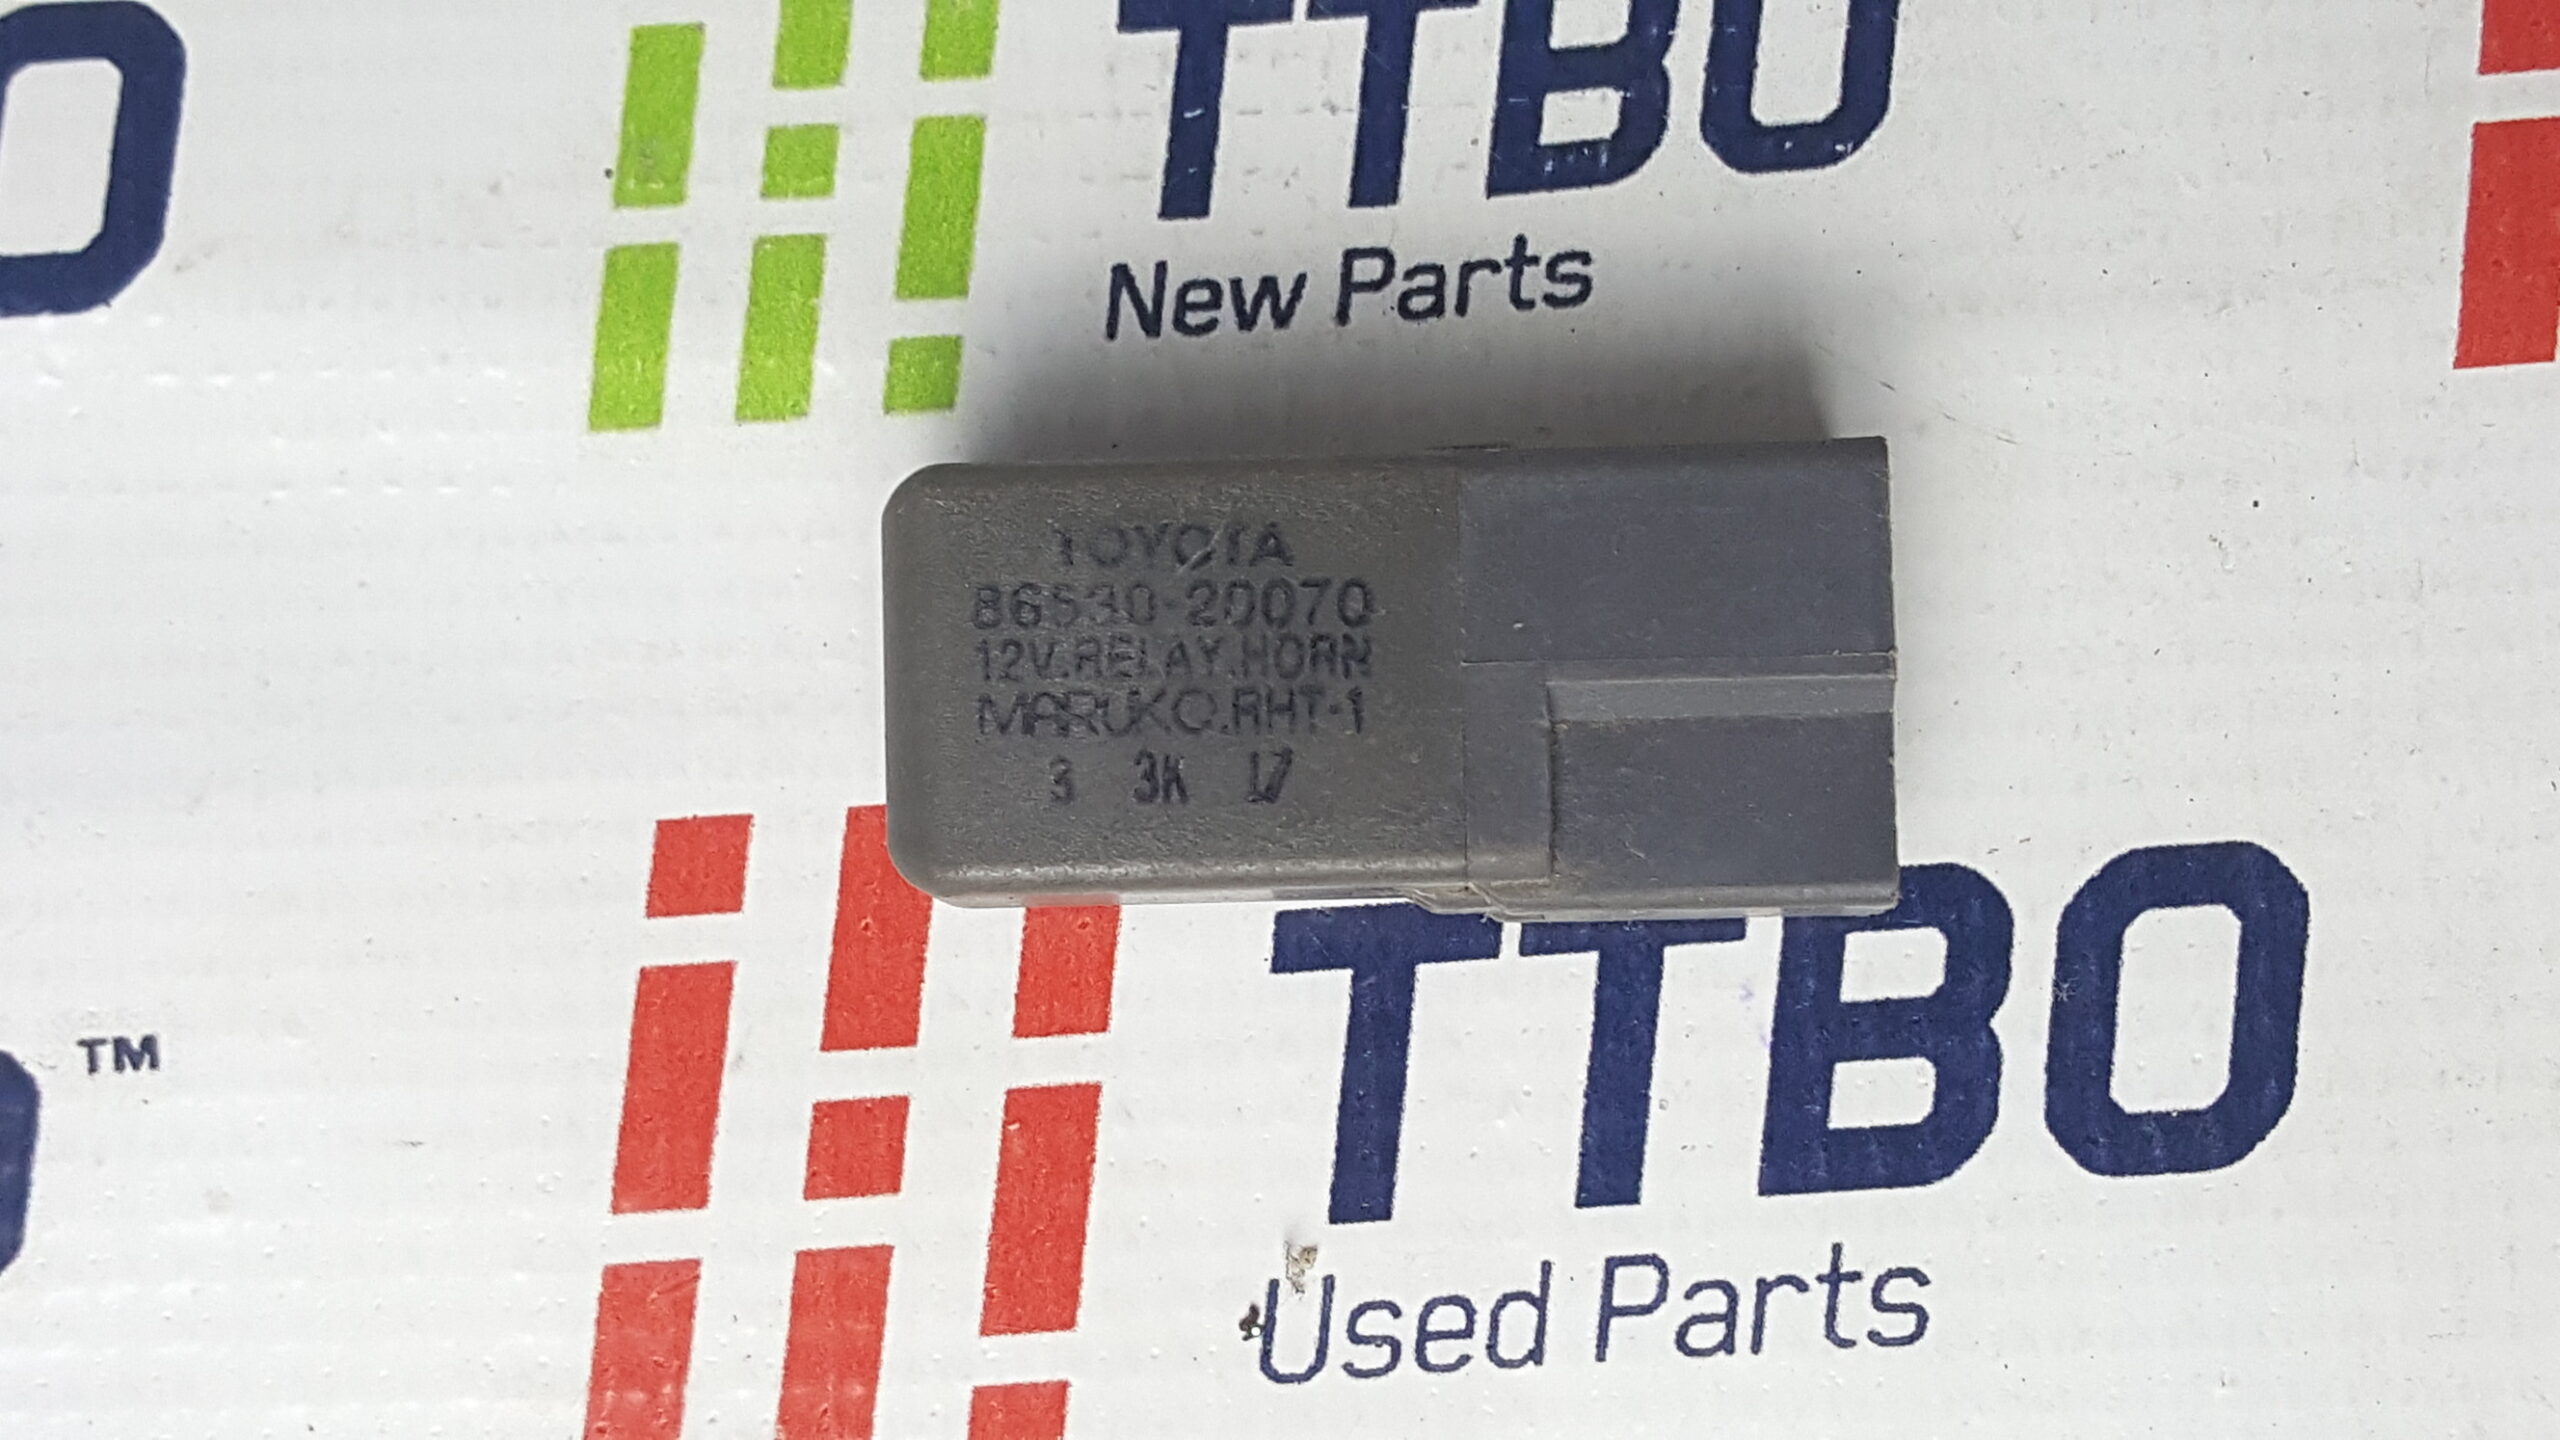 TTBO
New Parts
TOYOTA
86530-20070
12V.RELAY.HORN
MARUKO.RHT-1
3 3K 17
TM
TTBO
Used Parts